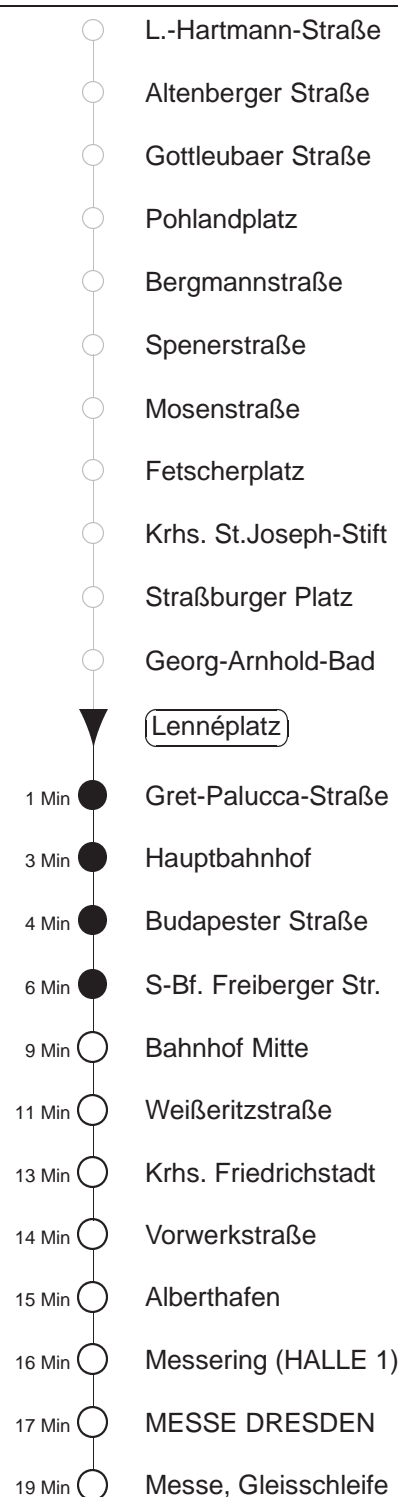 L.-Hartmann-Straße
Altenberger Straße
Gottleubaer Straße
Pohlandplatz
Bergmannstraße
Spenerstraße
Mosenstraße
Fetscherplatz
Krhs. St.Joseph-Stift
Straßburger Platz
Georg-Arnhold-Bad
Lennéplatz
1 Min Gret-Palucca-Straße
3 Min Hauptbahnhof
4 Min Budapester Straße
6 Min S-Bf. Freiberger Str.
9 Min Bahnhof Mitte
11 Min Weißeritzstraße
13 Min Krhs. Friedrichstadt
14 Min Vorwerkstraße
15 Min Alberthafen
16 Min Messering (HALLE 1)
17 Min MESSE DRESDEN
19 Min Messe, Gleisschleife